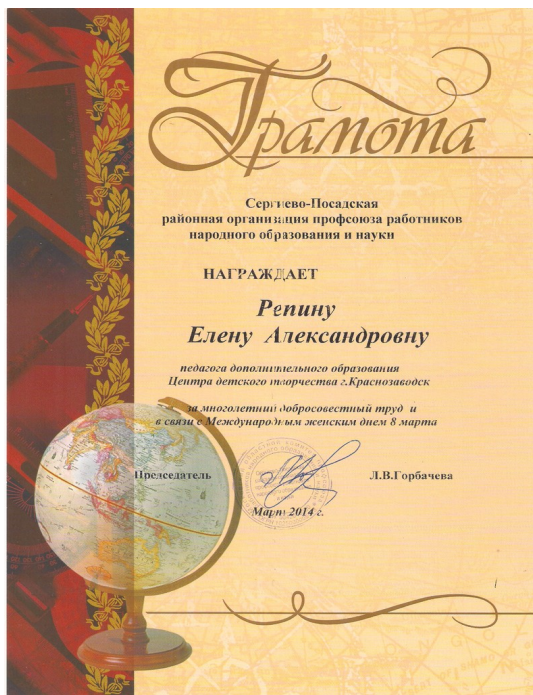 Грамота
Сергиево-Посадская
районная организация профсоюза работников
народного образования и науки
НАГРАЖДАЕТ
Репину
Елену Александровну
педагога дополнительного образования
Центра детского творчества г.Краснозаводск
за многолетний добросовестный труд и
в связи с Международным женским днем 8 марта
Председатель Л.В.Горбачева
Март 2014 г.